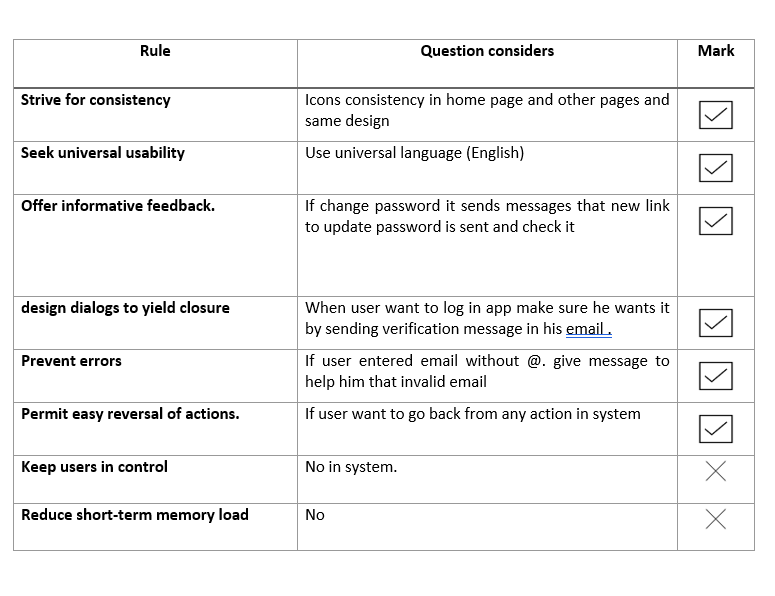 Rule Question considers Mark
Strive for consistency
Icons consistency in home page and other pages and
same design
Seek universal usability
Use universal language (English)
Offer informative feedback.
If change password it sends messages that new link
to update password is sent and check it
design dialogs to yield closure
When user want to log in app make sure he wants it
by sending verification message in his email .
Prevent errors
If user entered email without @. give message to
help him that invalid email
Permit easy reversal of actions.
If user want to go back from any action in system
Keep users in control
No in system.
Reduce short-term memory load
No